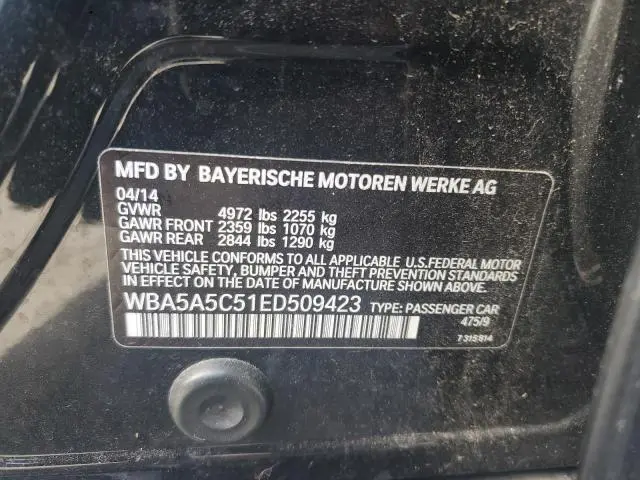 MFD BY BAYERISCHE MOTOREN WERKE AG
04/14
GVWR 4972 lbs 2255 kg
GAWR FRONT 2359 lbs 1070 kg
GAWR REAR 2844 lbs 1290 kg
THIS VEHICLE CONFORMS TO ALL APPLICABLE U.S.FEDERAL MOTOR
VEHICLE SAFETY, BUMPER AND THEFT PREVENTION STANDARDS
IN EFFECT ON THE DATE OF MANUFACTURE SHOWN ABOVE.
WBA5A5C51ED509423 TYPE: PASSENGER CAR
475/9
7315814